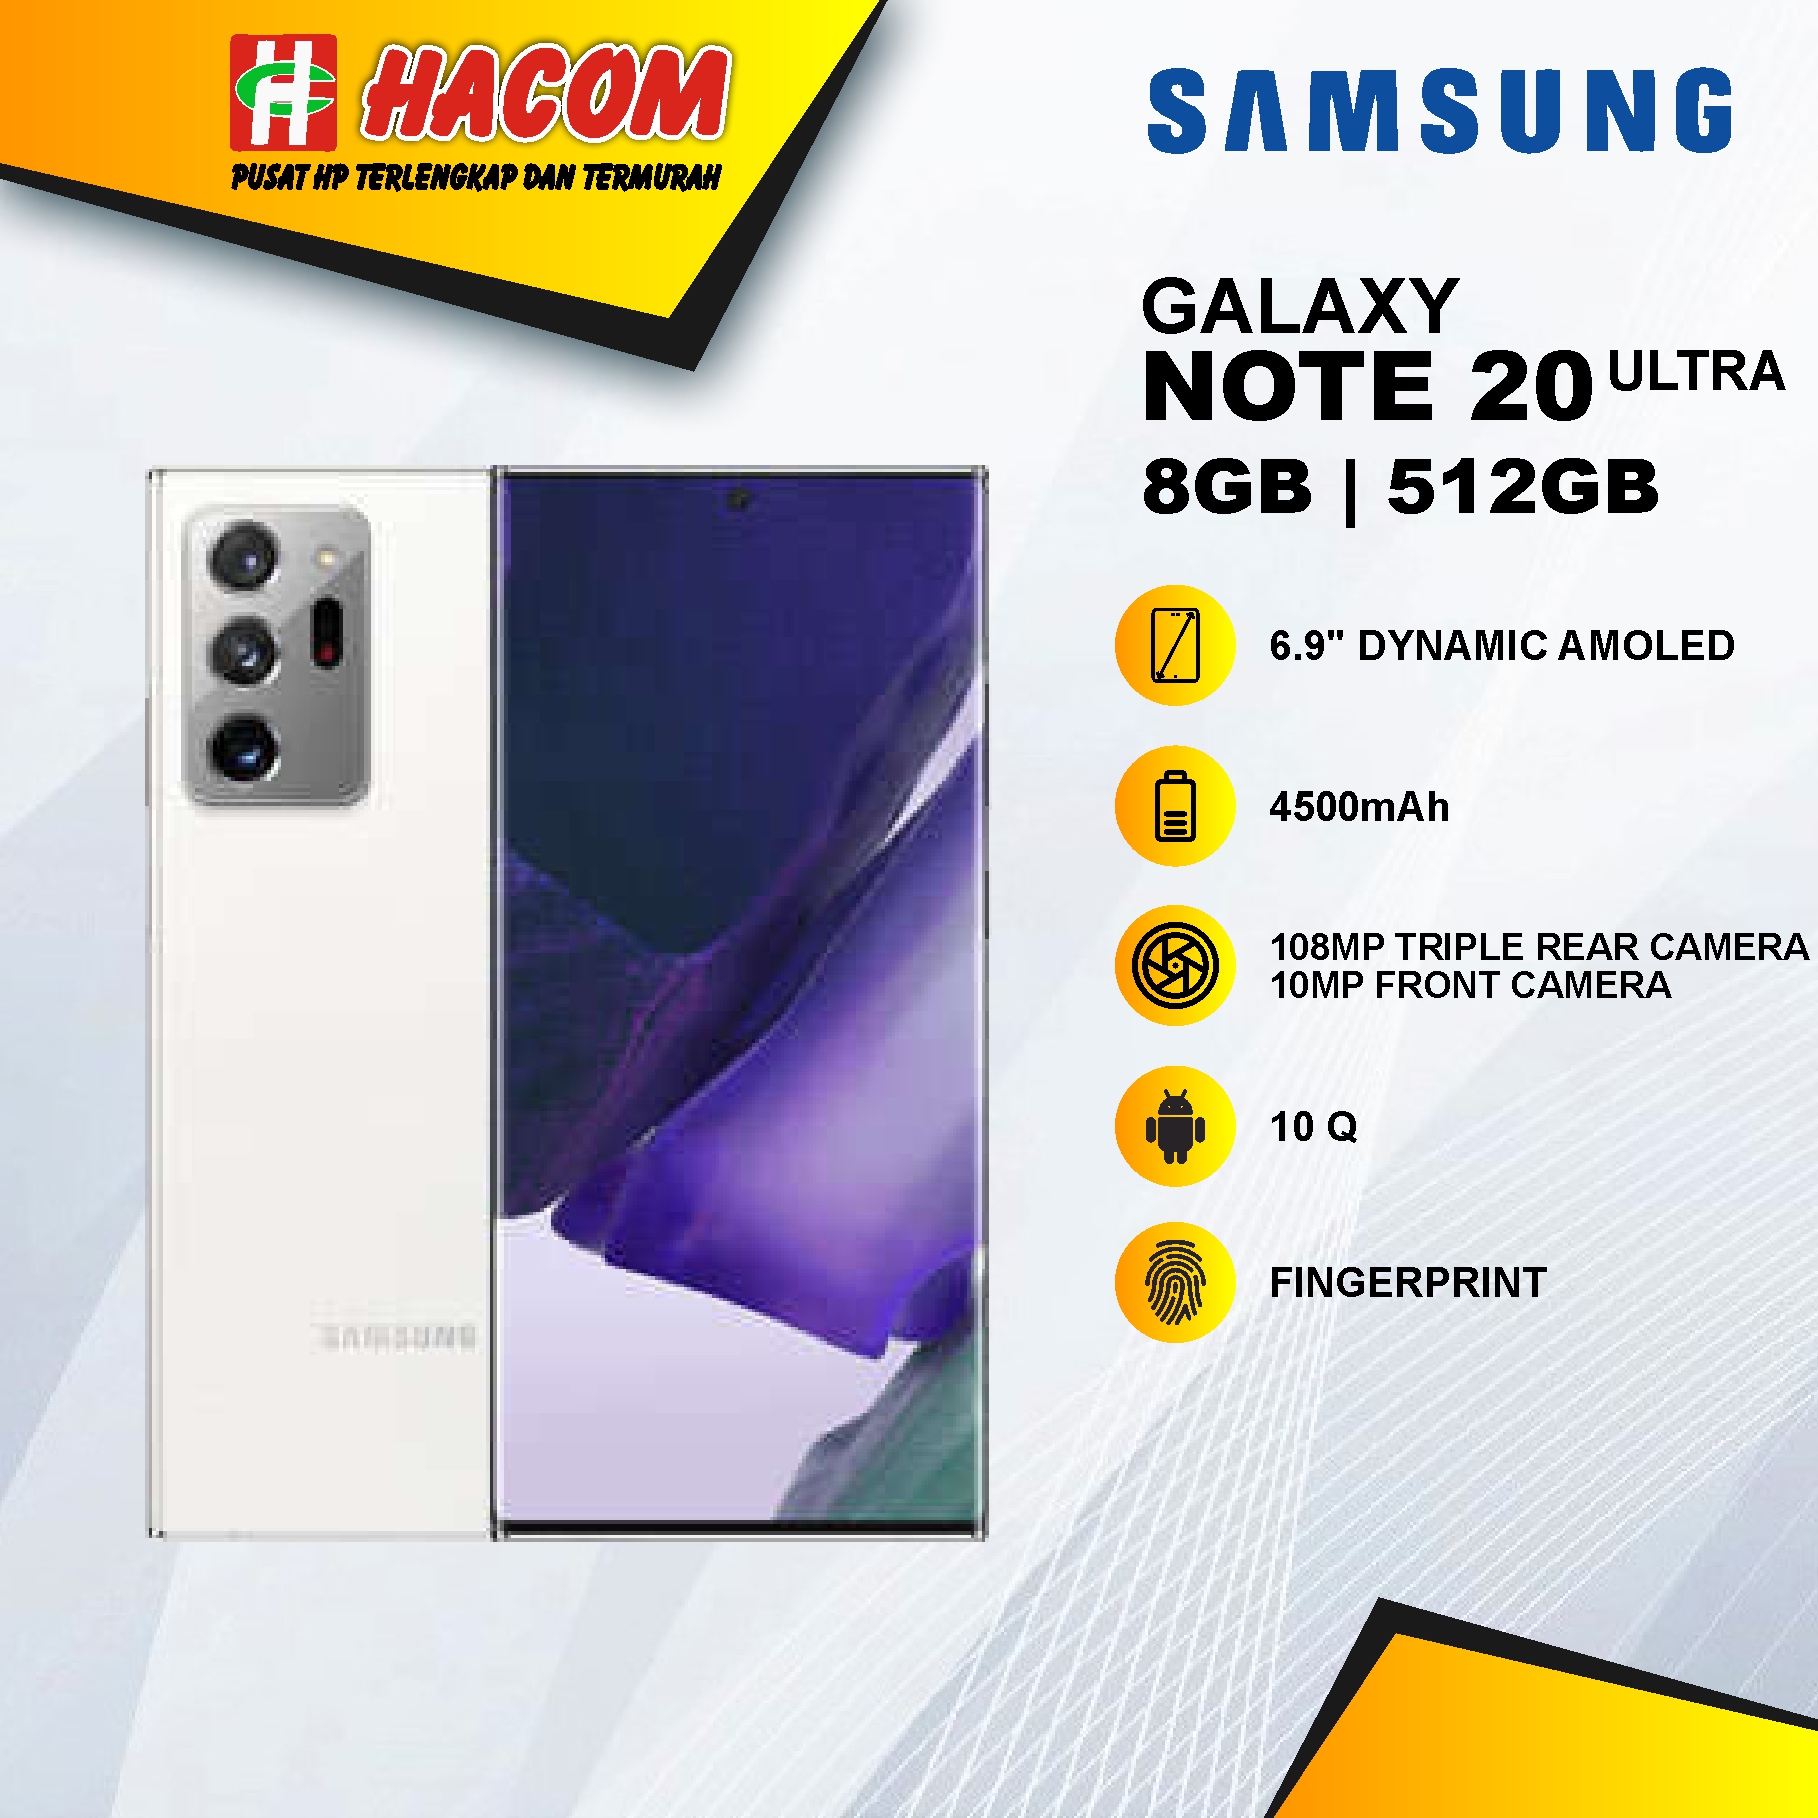 HACOM
PUSAT HP TERLENGKAP DAN TERMURAH
SAMSUNG
GALAXY
NOTE 20 ULTRA
8GB | 512GB
6.9" DYNAMIC AMOLED
4500mAh
108MP TRIPLE REAR CAMERA
10MP FRONT CAMERA
10 Q
FINGERPRINT
SAMSUNG